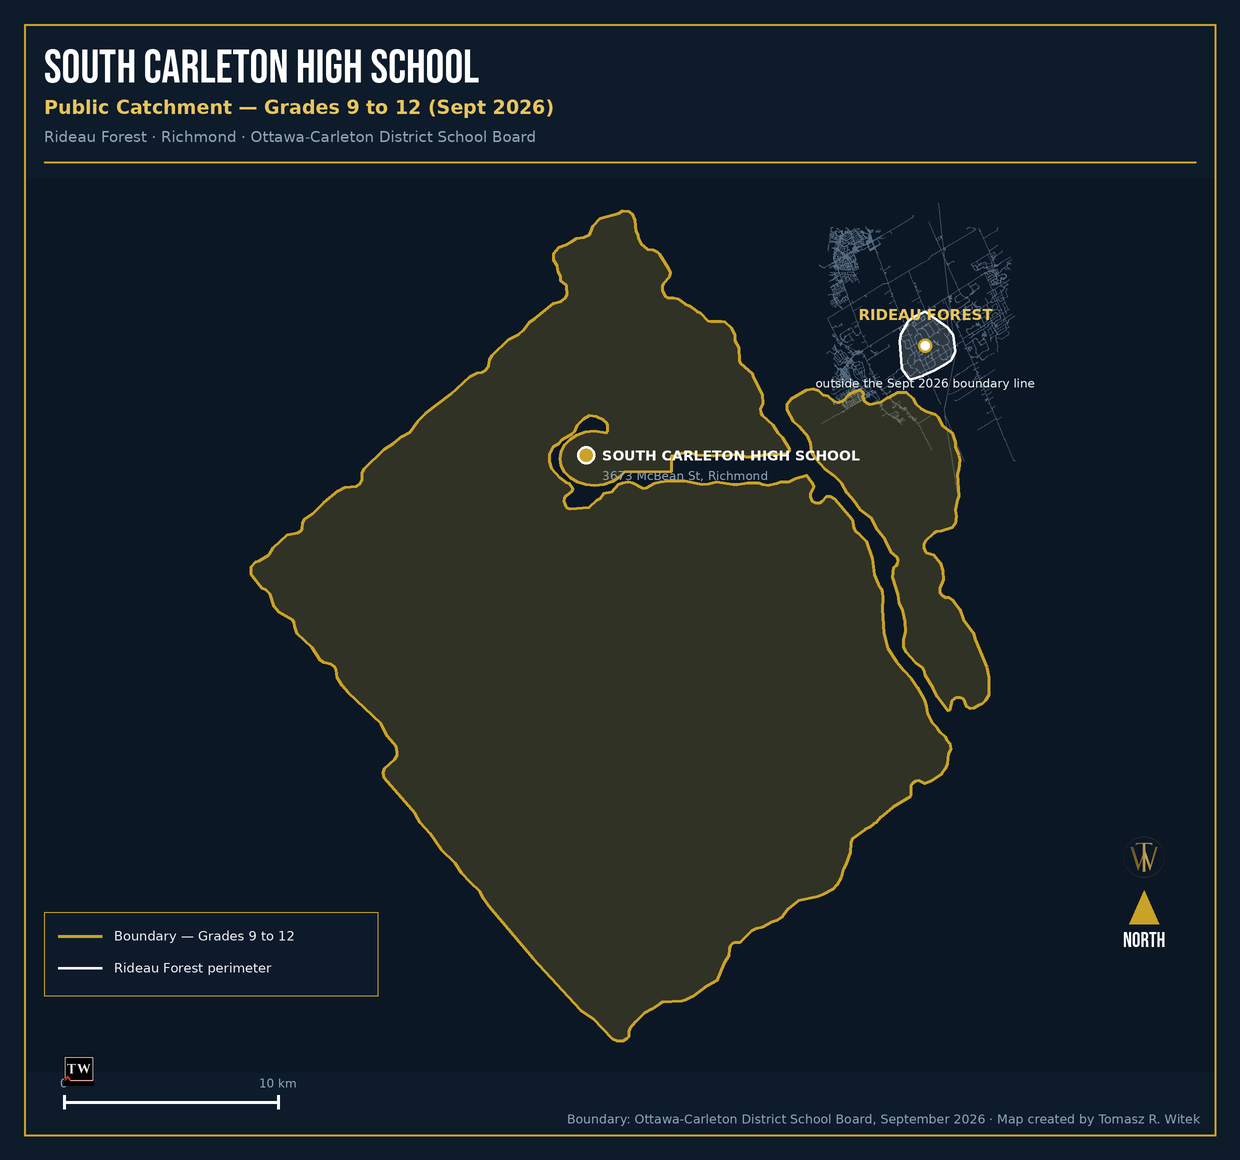 SOUTH CARLETON HIGH SCHOOL
Public Catchment — Grades 9 to 12 (Sept 2026)
Rideau Forest · Richmond · Ottawa-Carleton District School Board
RIDEAU FOREST
outside the Sept 2026 boundary line
SOUTH CARLETON HIGH SCHOOL
3673 McBean St, Richmond
TW
NORTH
Boundary — Grades 9 to 12
Rideau Forest perimeter
TW
0 10 km
Boundary: Ottawa-Carleton District School Board, September 2026 · Map created by Tomasz R. Witek